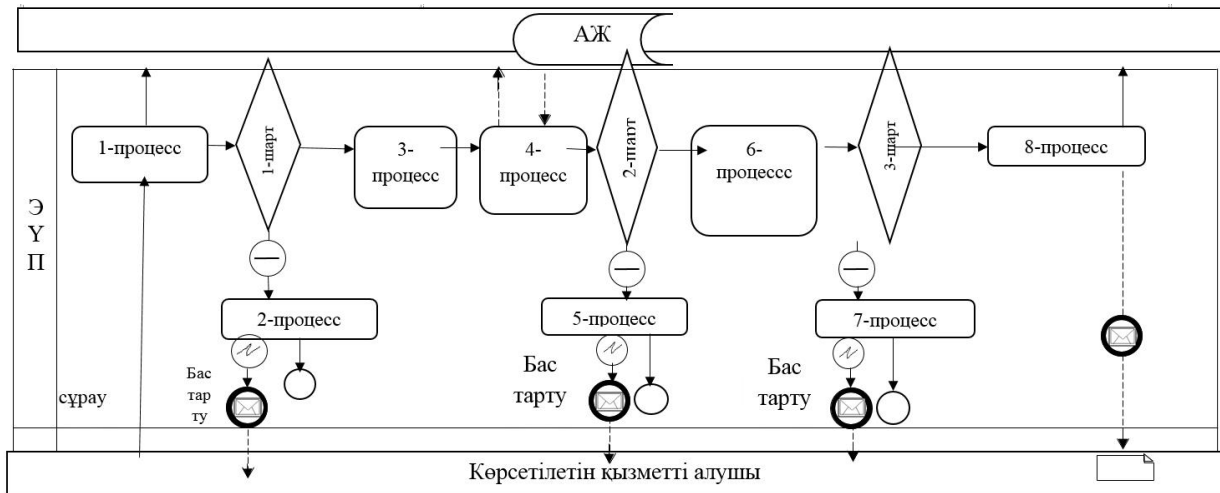 АЖ
1-процесс
1-шарт
3-
процесс
4-
процесс
2-шарт
6-
процессс
3-шарт
8-процесс
Э
Ү
П
2-процесс
5-процесс
7-процесс
Бас
тар
ту
Бас
тарту
Бас
тарту
сұрау
Көрсетілетін қызметті алушы